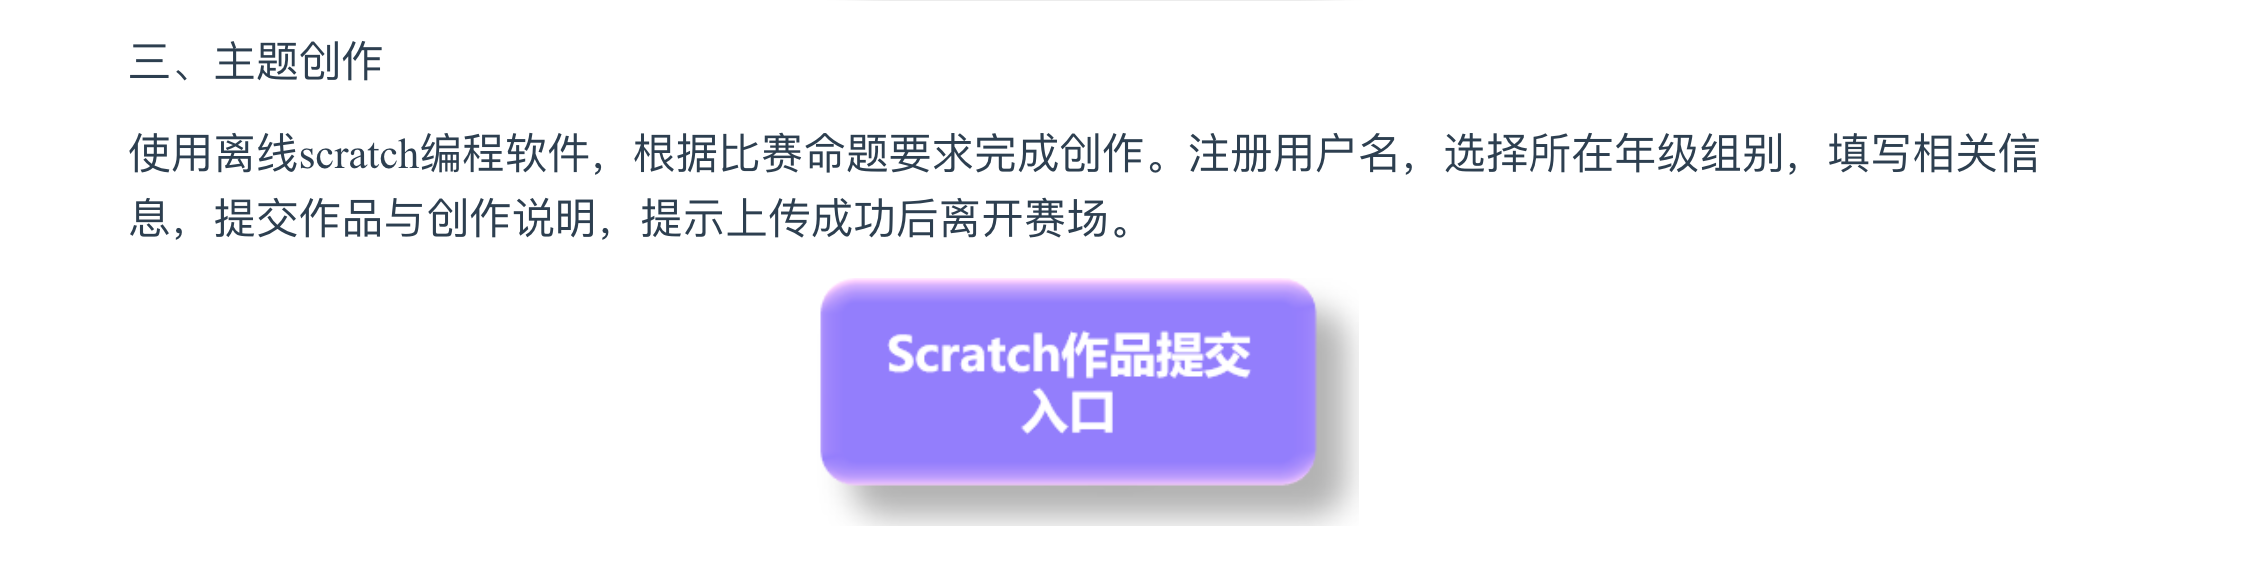 三、主题创作
使用离线scratch编程软件，根据比赛命题要求完成创作。注册用户名，选择所在年级组别，填写相关信
息，提交作品与创作说明，提示上传成功后离开赛场。
Scratch作品提交
入口